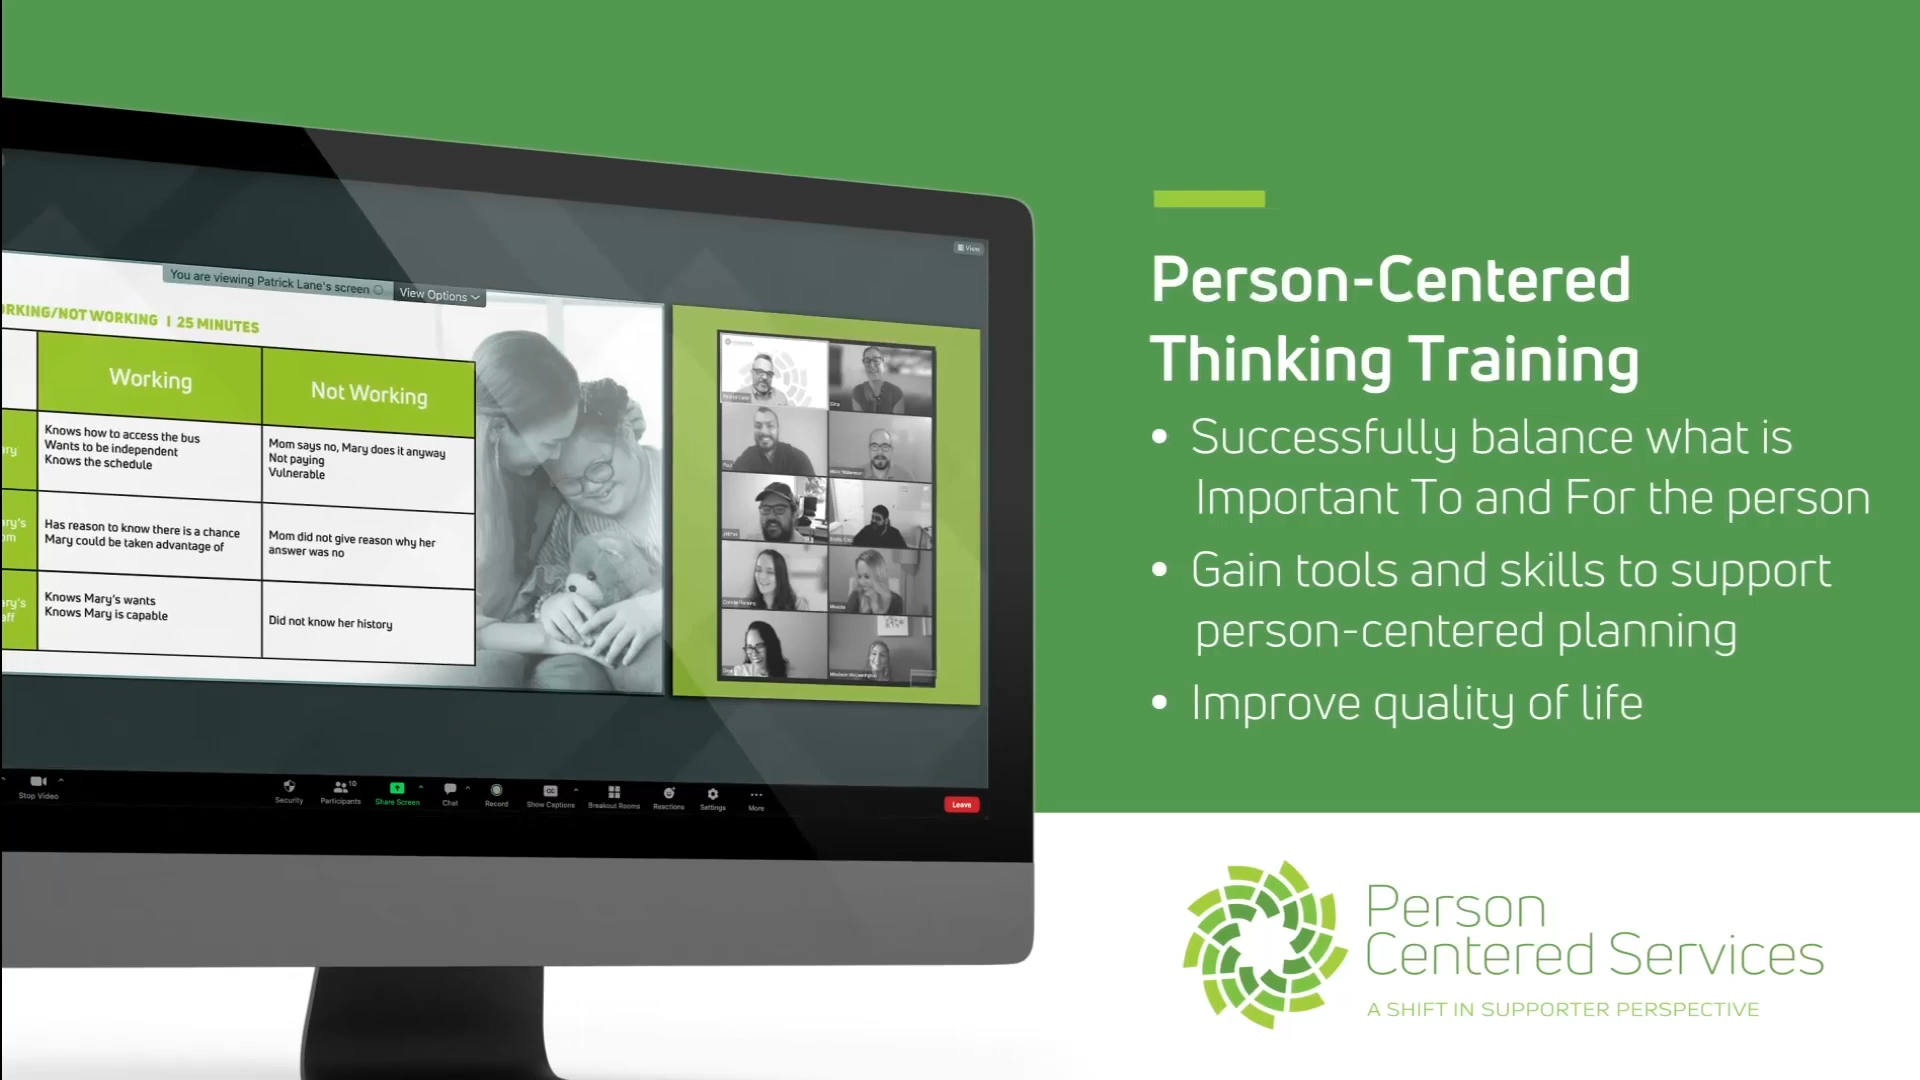 View
You are viewing Patrick Lane's screen
View Options
ORKING/NOT WORKING | 25 MINUTES
Working
Not Working
Knows how to access the bus
Wants to be independent
Knows the schedule
Mom says no, Mary does it anyway
Not paying
Vulnerable
Has reason to know there is a chance
Mary could be taken advantage of
Mom did not give reason why her
answer was no
Knows Mary's wants
Knows Mary is capable
Did not know her history
Stop Video
Security
Participants
10
Share Screen
Chat
Record
CC
Show Captions
Breakout Rooms
Reactions
Settings
More
Leave
Person-Centered
Thinking Training
• Successfully balance what is
Important To and For the person
• Gain tools and skills to support
person-centered planning
• Improve quality of life
Person
Centered Services
A SHIFT IN SUPPORTER PERSPECTIVE